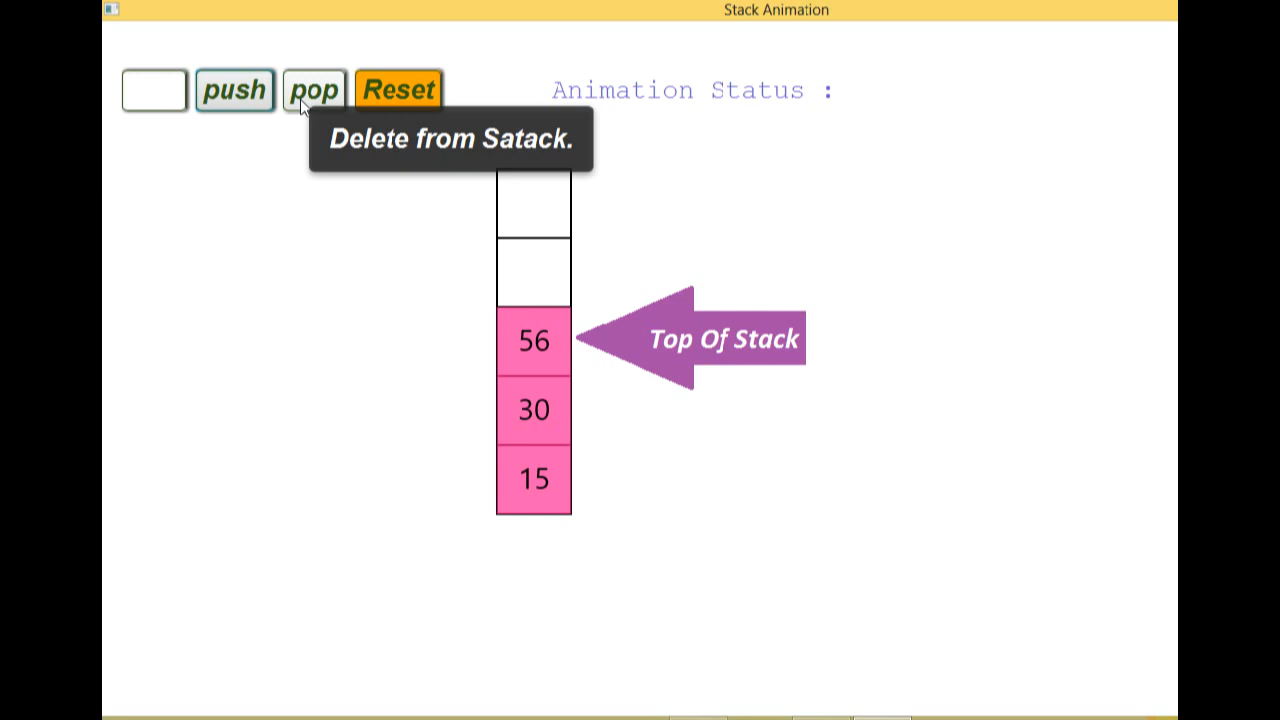 Stack Animation
push pop Reset Animation Status :
Delete from Satack.
56
Top Of Stack
30
15